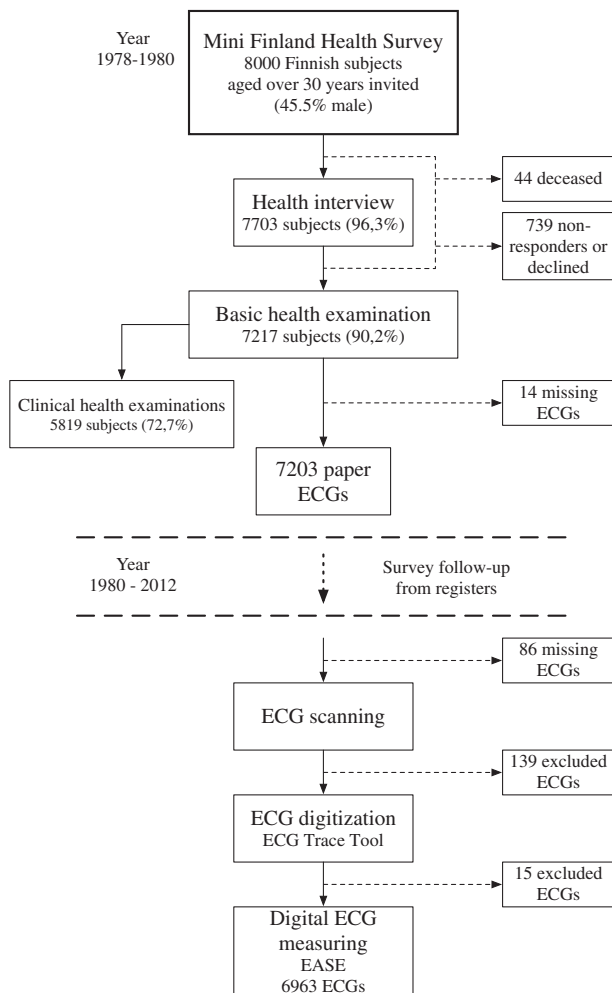 Year
1978-1980
Mini Finland Health Survey
8000 Finnish subjects
aged over 30 years invited
(45.5% male)
44 deceased
Health interview
7703 subjects (96,3%)
739 non-
responders or
declined
Basic health examination
7217 subjects (90,2%)
Clinical health examinations
5819 subjects (72,7%)
14 missing
ECGs
7203 paper
ECGs
Year
1980 - 2012
Survey follow-up
from registers
86 missing
ECGs
ECG scanning
139 excluded
ECGs
ECG digitization
ECG Trace Tool
15 excluded
ECGs
Digital ECG
measuring
EASE
6963 ECGs